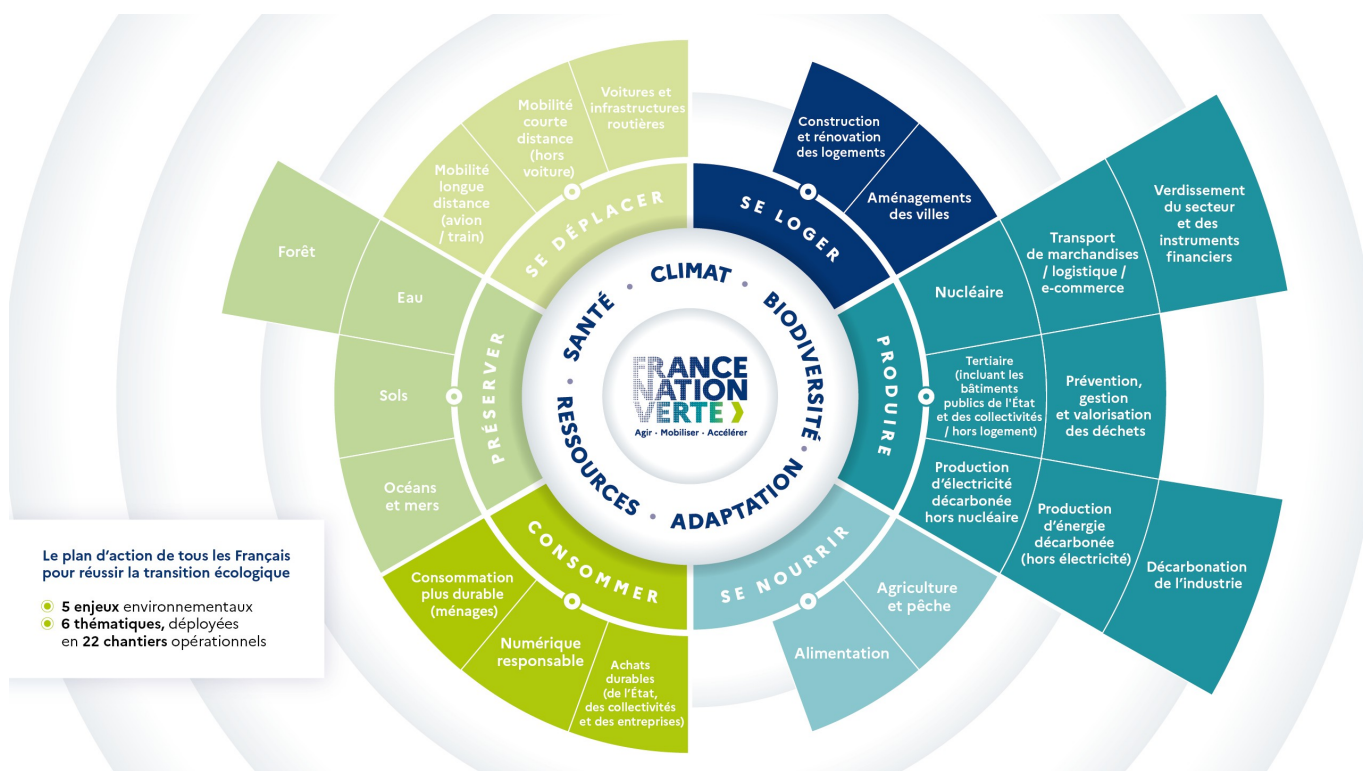 FRANCE
NATION
VERTE
Agir · Mobiliser · Accélérer
CLIMAT • BIODIVERSITÉ • ADAPTATION • RESSOURCES • SANTÉ •
SE LOGER
Construction
et rénovation
des logements
Aménagements
des villes
PRODUIRE
Nucléaire
Transport
de marchandises
/ logistique /
e-commerce
Verdissement
du secteur
et des
instruments
financiers
Tertiaire
(incluant les
bâtiments
publics de l'État
et des collectivités
/ hors logement)
Prévention,
gestion
et valorisation
des déchets
Production
d’électricité
décarbonée
hors nucléaire
Production
d’énergie
décarbonée
(hors électricité)
Décarbonation
de l’industrie
SE NOURRIR
Agriculture
et pêche
Alimentation
CONSOMMER
Achats
durables
(de l’État,
des collectivités
et des entreprises)
Numérique
responsable
Consommation
plus durable
(ménages)
PRÉSERVER
Océans
et mers
Sols
Eau
Forêt
SE DÉPLACER
Mobilité
longue
distance
(avion
/ train)
Mobilité
courte
distance
(hors
voiture)
Voitures et
infrastructures
routières
Le plan d’action de tous les Français
pour réussir la transition écologique
5 enjeux environnementaux
6 thématiques, déployées
en 22 chantiers opérationnels